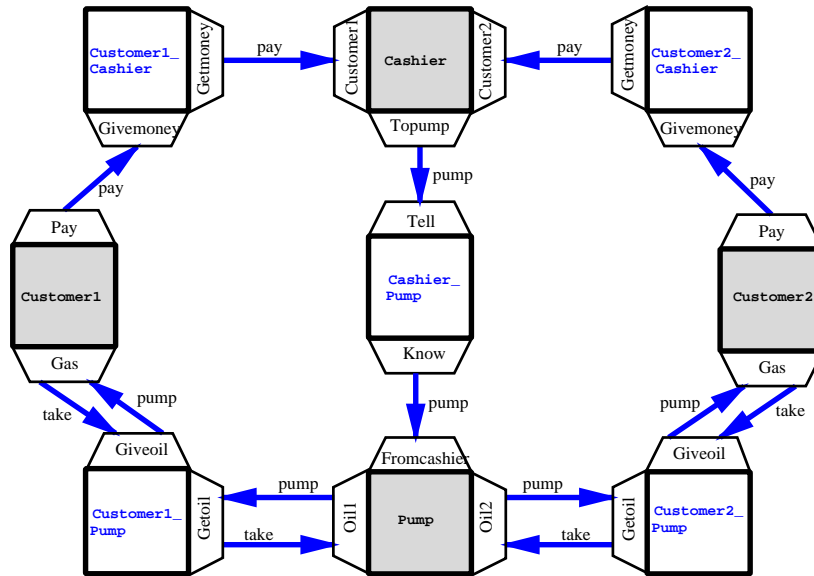 Customer1_
Cashier
Getmoney
Givemoney
pay
Customer1
Cashier
Customer2
Topump
pay
Getmoney
Customer2_
Cashier
Givemoney
pay
pump
pay
Pay
Customer1
Gas
Tell
Cashier_
Pump
Know
Pay
Customer2
Gas
take
pump
pump
pump
take
Giveoil
Customer1_
Pump
Getoil
pump
take
Fromcashier
Oil1
Pump
Oil2
pump
take
Giveoil
Getoil
Customer2_
Pump